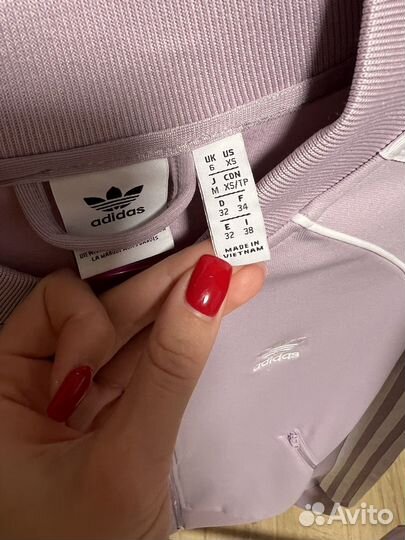 adidas
UK US
6 XS
J CDN
M XS/TP
D F
32 34
E I
32 38
MADE IN
VIETNAM
adidas
Avito